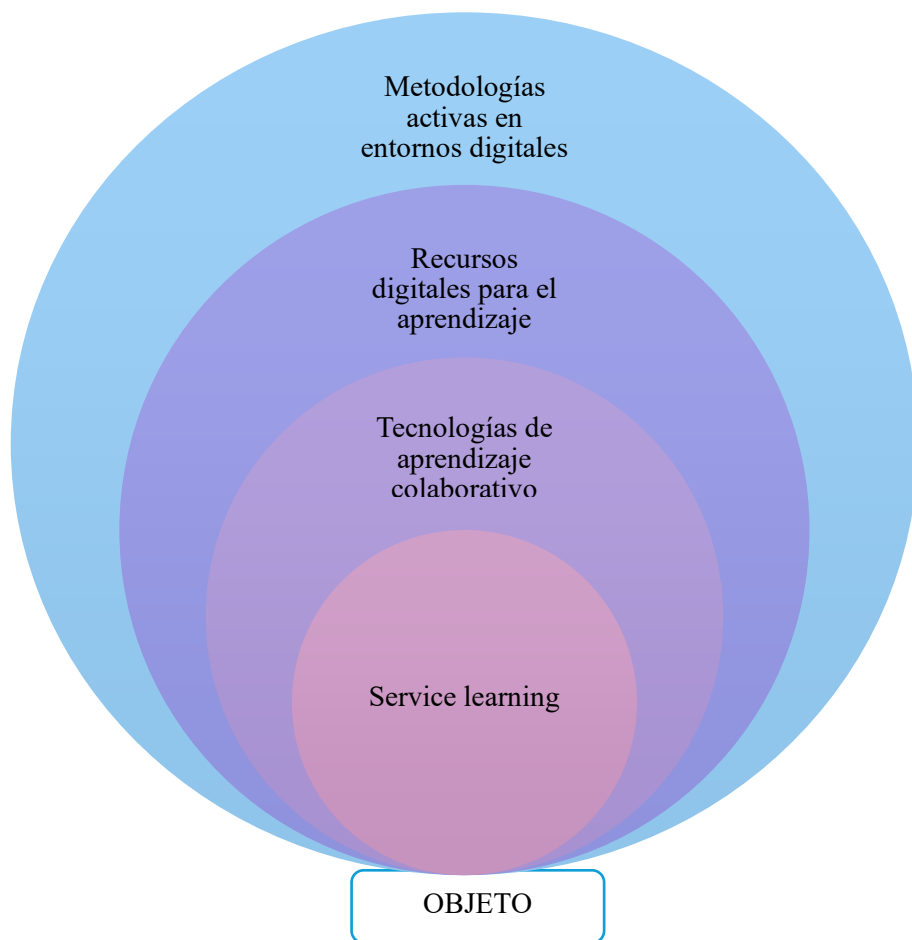 Metodologías
activas en
entornos digitales
Recursos
digitales para el
aprendizaje
Tecnologías de
aprendizaje
colaborativo
Service learning
OBJETO